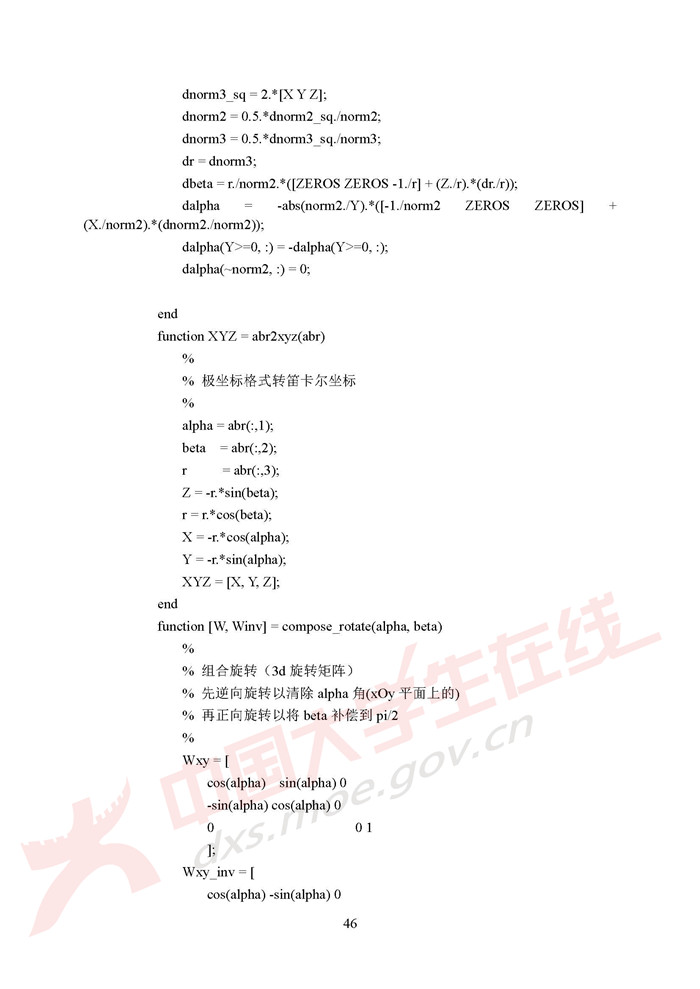 dnorm3_sq = 2.*[X Y Z];
dnorm2 = 0.5.*dnorm2_sq./norm2;
dnorm3 = 0.5.*dnorm3_sq./norm3;
dr = dnorm3;
dbeta = r./norm2.*([ZEROS ZEROS -1./r] + (Z./r).*(dr./r));
dalpha = -abs(norm2./Y).*([-1./norm2 ZEROS ZEROS] +
(X./norm2).*(dnorm2./norm2));
dalpha(Y>=0, :) = -dalpha(Y>=0, :);
dalpha(~norm2, :) = 0;
end
function XYZ = abr2xyz(abr)
%
% 极坐标格式转笛卡尔坐标
%
alpha = abr(:,1);
beta = abr(:,2);
r = abr(:,3);
Z = -r.*sin(beta);
r = r.*cos(beta);
X = -r.*cos(alpha);
Y = -r.*sin(alpha);
XYZ = [X, Y, Z];
end
function [W, Winv] = compose_rotate(alpha, beta)
%
% 组合旋转（3d 旋转矩阵）
% 先逆向旋转以清除 alpha 角(xOy 平面上的)
% 再正向旋转以将 beta 补偿到 pi/2
%
Wxy = [
cos(alpha) sin(alpha) 0
-sin(alpha) cos(alpha) 0
0 0 1
];
Wxy_inv = [
cos(alpha) -sin(alpha) 0
46
中国大学生在线
dxs.moe.gov.cn